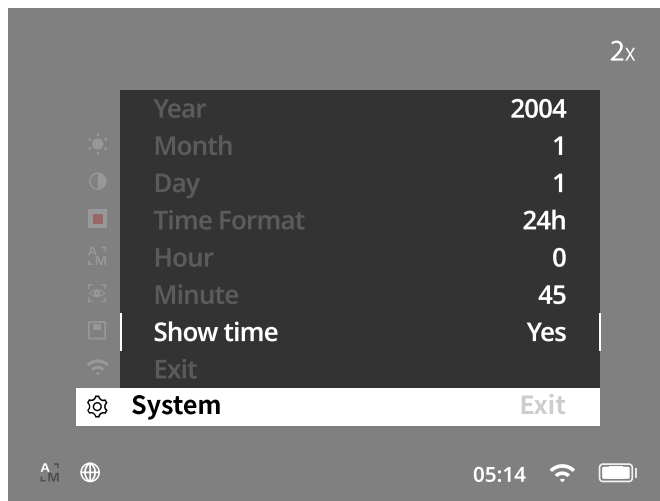 2x
Year 2004
Month 1
Day 1
Time Format 24h
Hour 0
Minute 45
Show time Yes
Exit
System Exit
A M 05:14